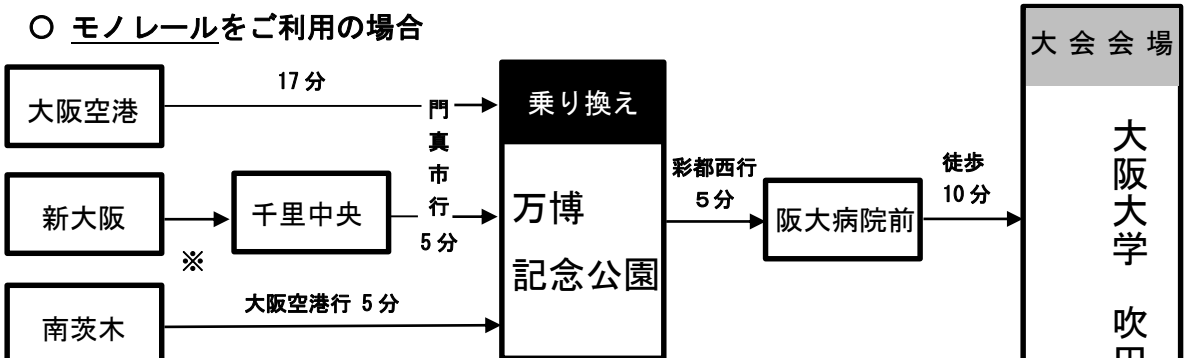 ○ モノレールをご利用の場合
大会会場
大阪空港
17分
門真市行
乗り換え
万博
記念公園
新大阪
※
千里中央
5分
彩都西行
5分
阪大病院前
徒歩
10分
大阪大学 吹
南茨木
大阪空港行 5分